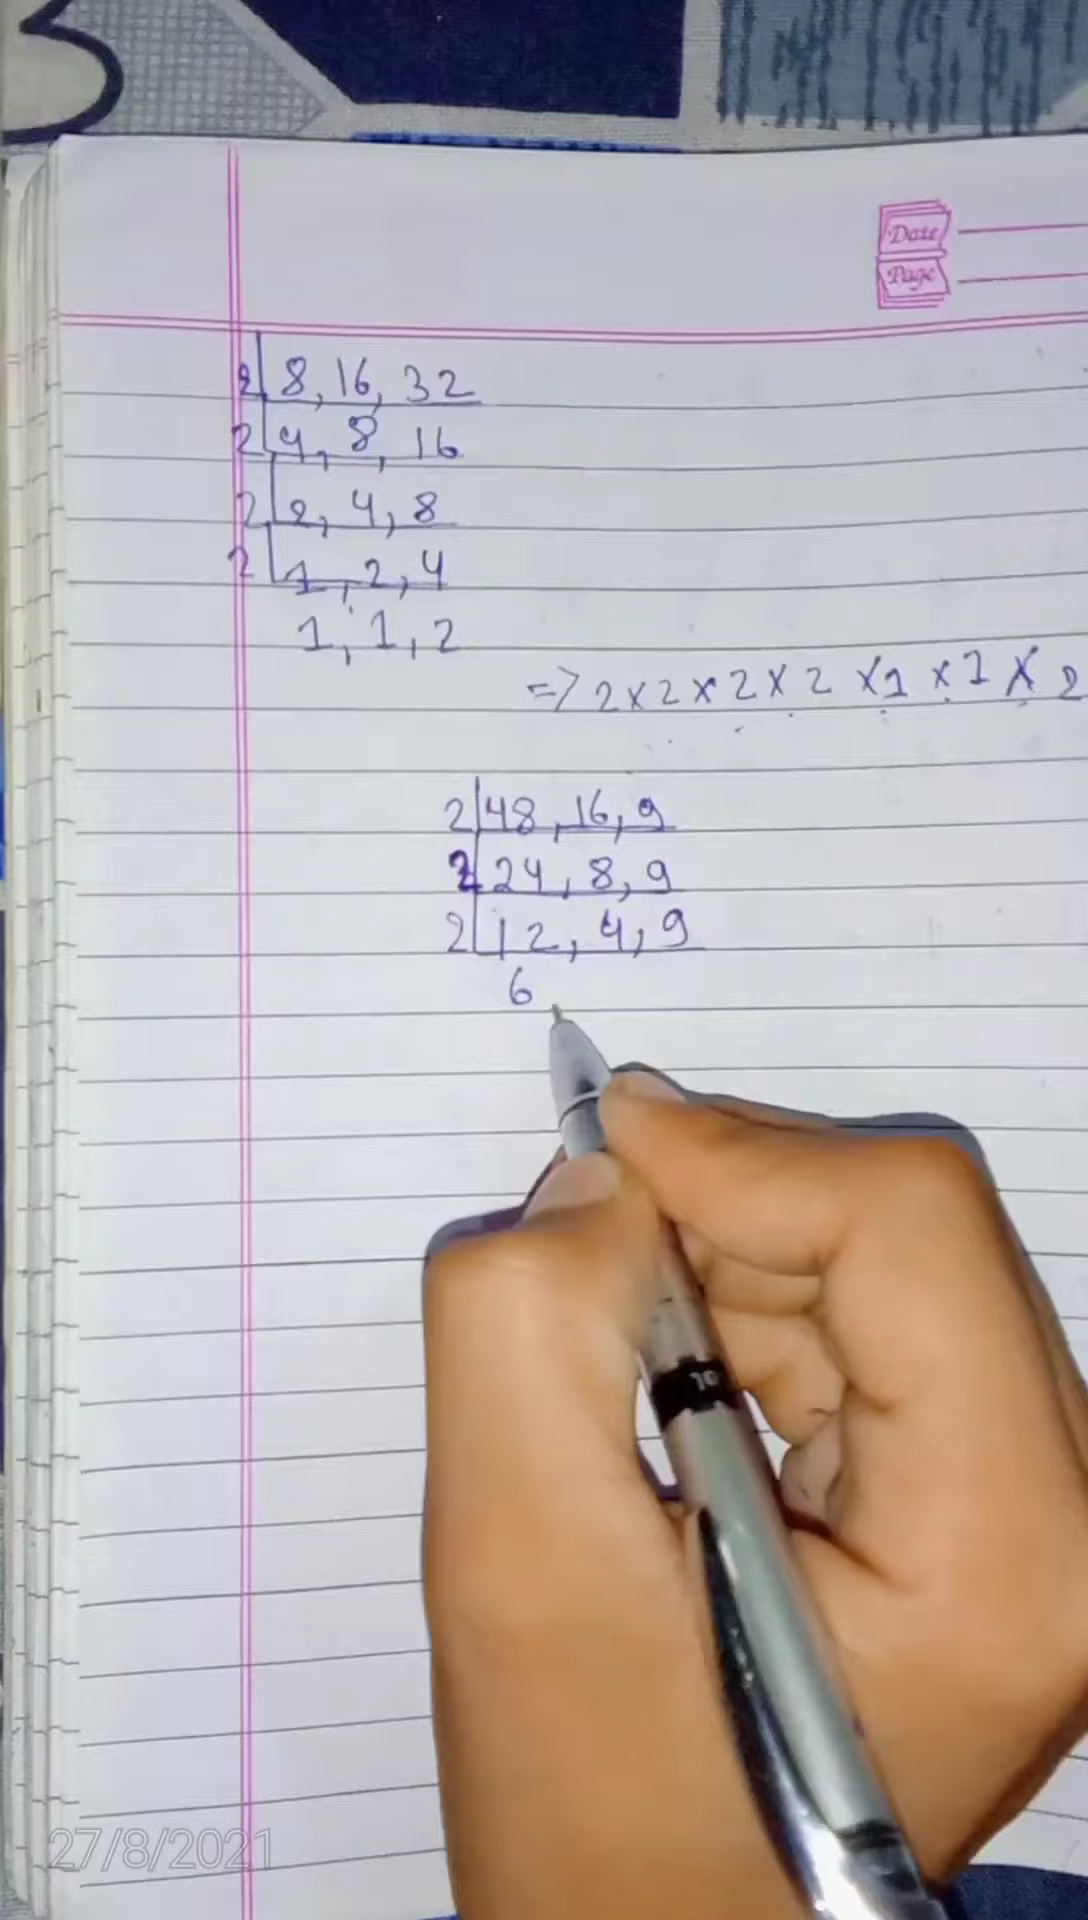 Date
Page
2 8, 16, 32
2 4, 8, 16
2 2, 4, 8
2 1, 2, 4
1, 1, 2
=> 2 x 2 x 2 x 2 x 1 x 1 x 2
2 48, 16, 9
2 24, 8, 9
2 12, 4, 9
6
27/8/2021